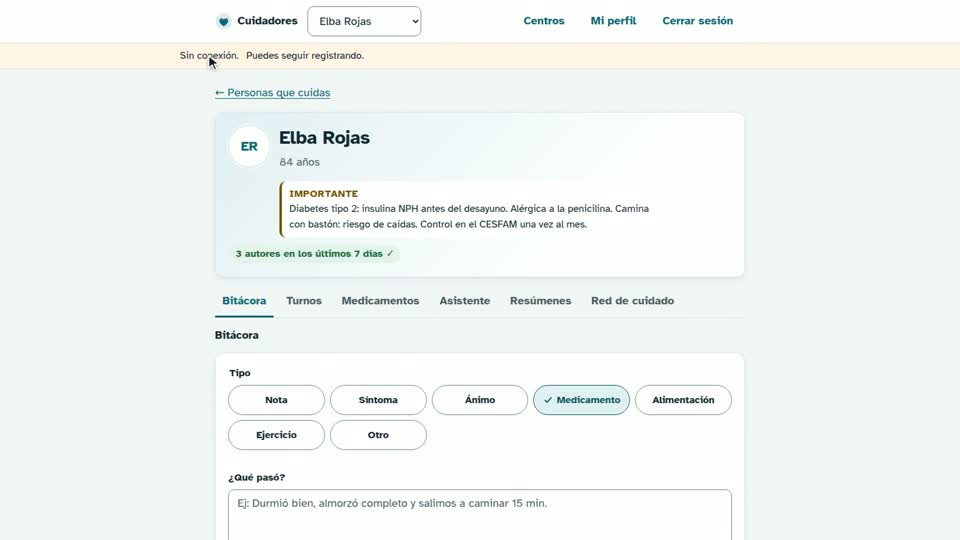 Cuidadores
Elba Rojas
Centros
Mi perfil
Cerrar sesión
Sin conexión. Puedes seguir registrando.
← Personas que cuidas
ER
Elba Rojas
84 años
IMPORTANTE
Diabetes tipo 2: insulina NPH antes del desayuno. Alérgica a la penicilina. Camina
con bastón: riesgo de caídas. Control en el CESFAM una vez al mes.
3 autores en los últimos 7 días ✓
Bitácora
Turnos
Medicamentos
Asistente
Resúmenes
Red de cuidado
Bitácora
Tipo
Nota
Síntoma
Ánimo
✓ Medicamento
Alimentación
Ejercicio
Otro
¿Qué pasó?
Ej: Durmió bien, almorzó completo y salimos a caminar 15 min.